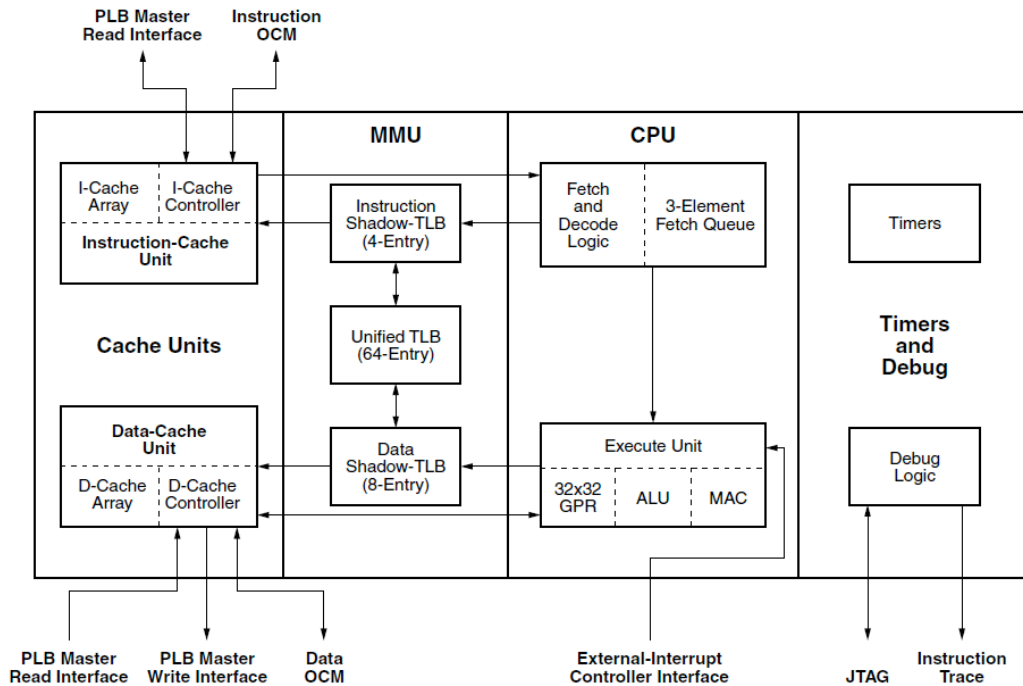 PLB Master
Read Interface
Instruction
OCM
MMU
CPU
I-Cache
Array
I-Cache
Controller
Instruction-Cache
Unit
Instruction
Shadow-TLB
(4-Entry)
Fetch
and
Decode
Logic
3-Element
Fetch Queue
Timers
Cache Units
Unified TLB
(64-Entry)
Timers
and
Debug
Data-Cache
Unit
D-Cache
Array
D-Cache
Controller
Data
Shadow-TLB
(8-Entry)
Execute Unit
32x32
GPR
ALU
MAC
Debug
Logic
PLB Master
Read Interface
PLB Master
Write Interface
Data
OCM
External-Interrupt
Controller Interface
JTAG
Instruction
Trace